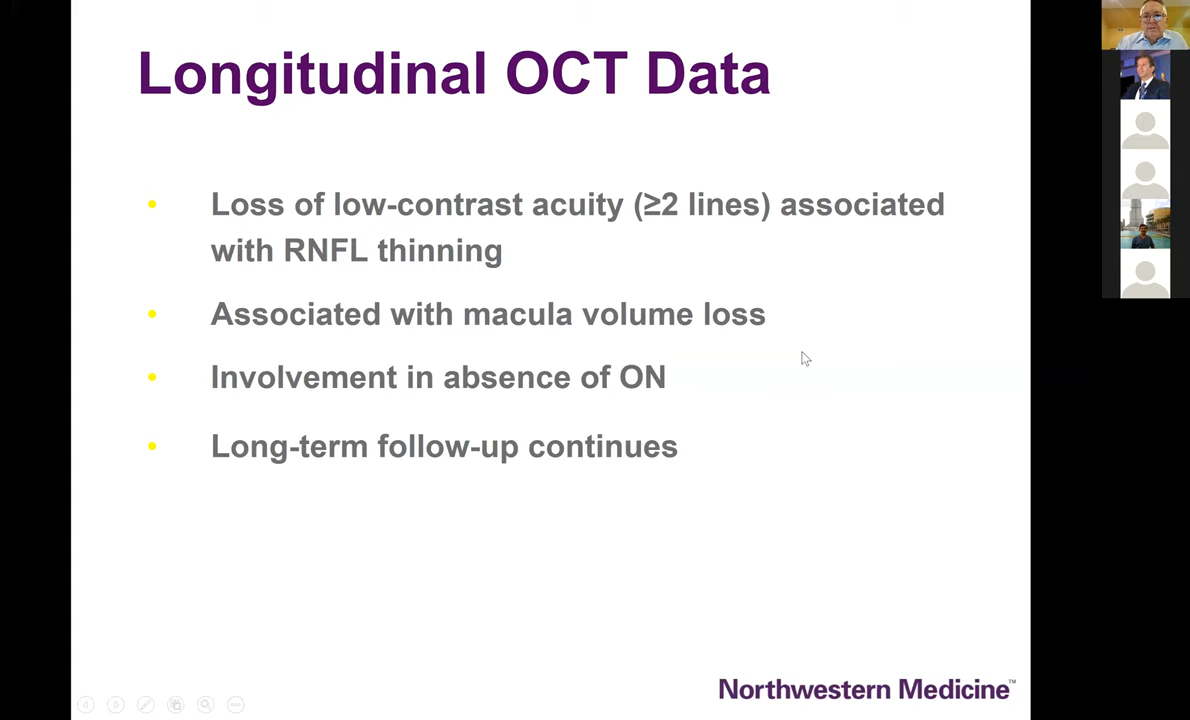 Longitudinal OCT Data
• Loss of low-contrast acuity (≥2 lines) associated
with RNFL thinning
• Associated with macula volume loss
• Involvement in absence of ON
• Long-term follow-up continues
Northwestern Medicine™